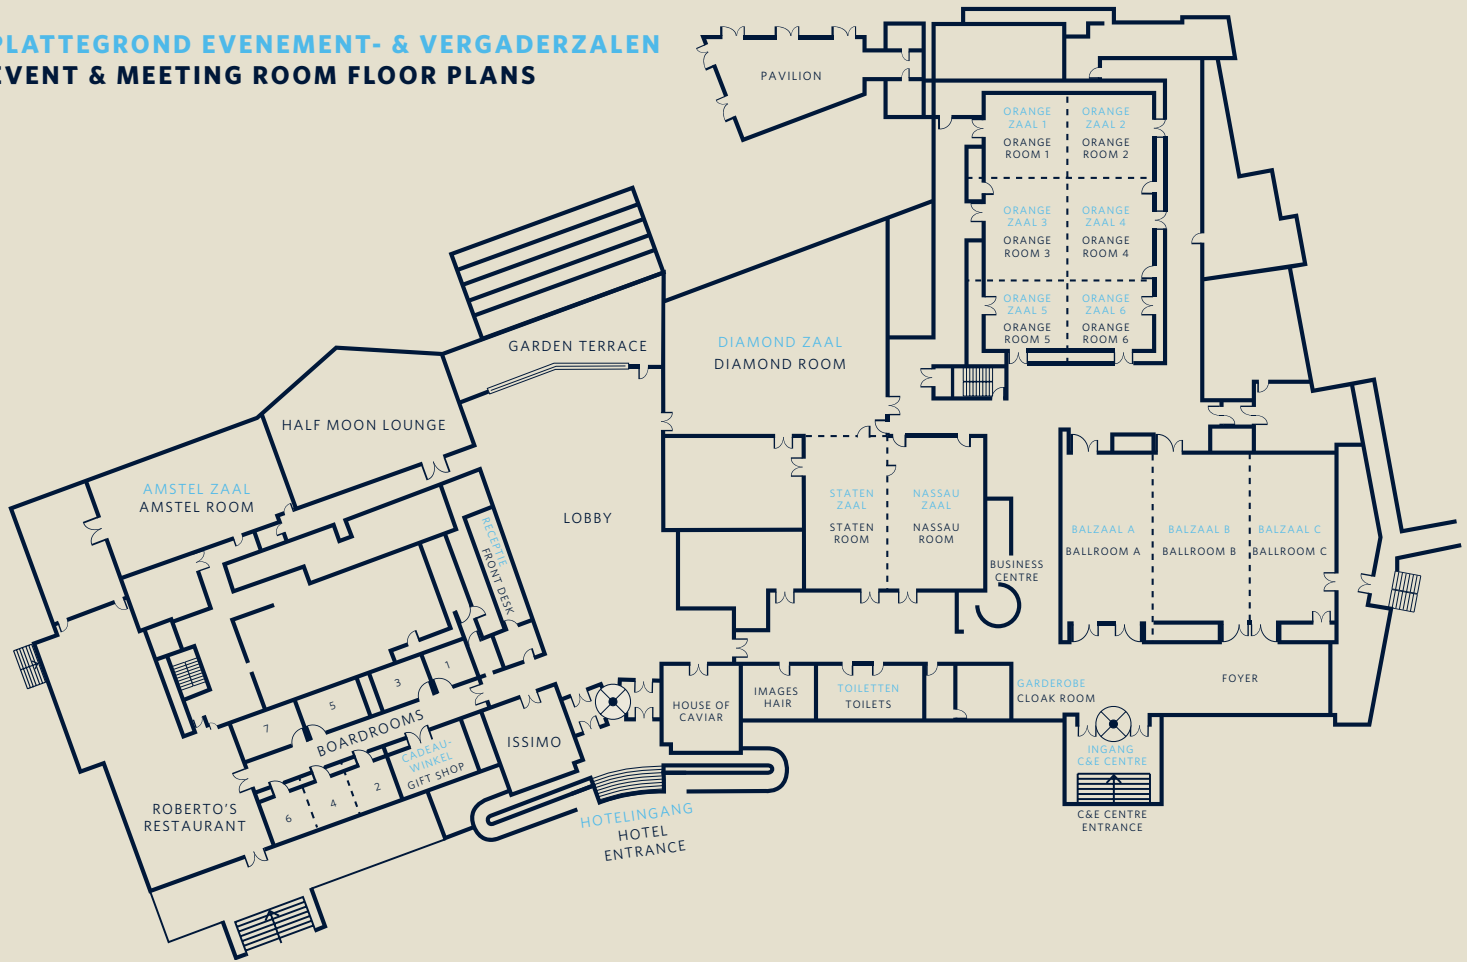 PLATTEGROND EVENEMENT- & VERGADERZALEN
EVENT & MEETING ROOM FLOOR PLANS
PAVILION
ORANGE
ZAAL 1
ORANGE
ROOM 1
ORANGE
ZAAL 2
ORANGE
ROOM 2
ORANGE
ZAAL 3
ORANGE
ROOM 3
ORANGE
ZAAL 4
ORANGE
ROOM 4
ORANGE
ZAAL 5
ORANGE
ROOM 5
ORANGE
ZAAL 6
ORANGE
ROOM 6
GARDEN TERRACE
DIAMOND ZAAL
DIAMOND ROOM
HALF MOON LOUNGE
AMSTEL ZAAL
AMSTEL ROOM
LOBBY
RECEPTIE
FRONT DESK
STATEN
ZAAL
STATEN
ROOM
NASSAU
ZAAL
NASSAU
ROOM
BUSINESS
CENTRE
BALZAAL A
BALLROOM A
BALZAAL B
BALLROOM B
BALZAAL C
BALLROOM C
FOYER
GARDEROBE
CLOAK ROOM
TOILETTEN
TOILETS
IMAGES
HAIR
HOUSE OF
CAVIAR
ISSIMO
BOARDROOMS
1
3
5
7
2
4
6
CADEAU-
WINKEL
GIFT SHOP
ROBERTO'S
RESTAURANT
HOTELINGANG
HOTEL
ENTRANCE
INGANG
C&E CENTRE
C&E CENTRE
ENTRANCE